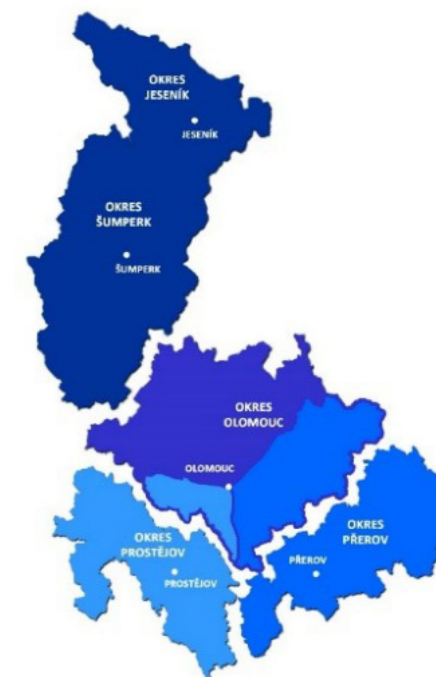 OKRES
JESENÍK
JESENÍK
OKRES
ŠUMPERK
ŠUMPERK
OKRES
OLOMOUC
OLOMOUC
OKRES
PROSTĚJOV
PROSTĚJOV
OKRES
PŘEROV
PŘEROV